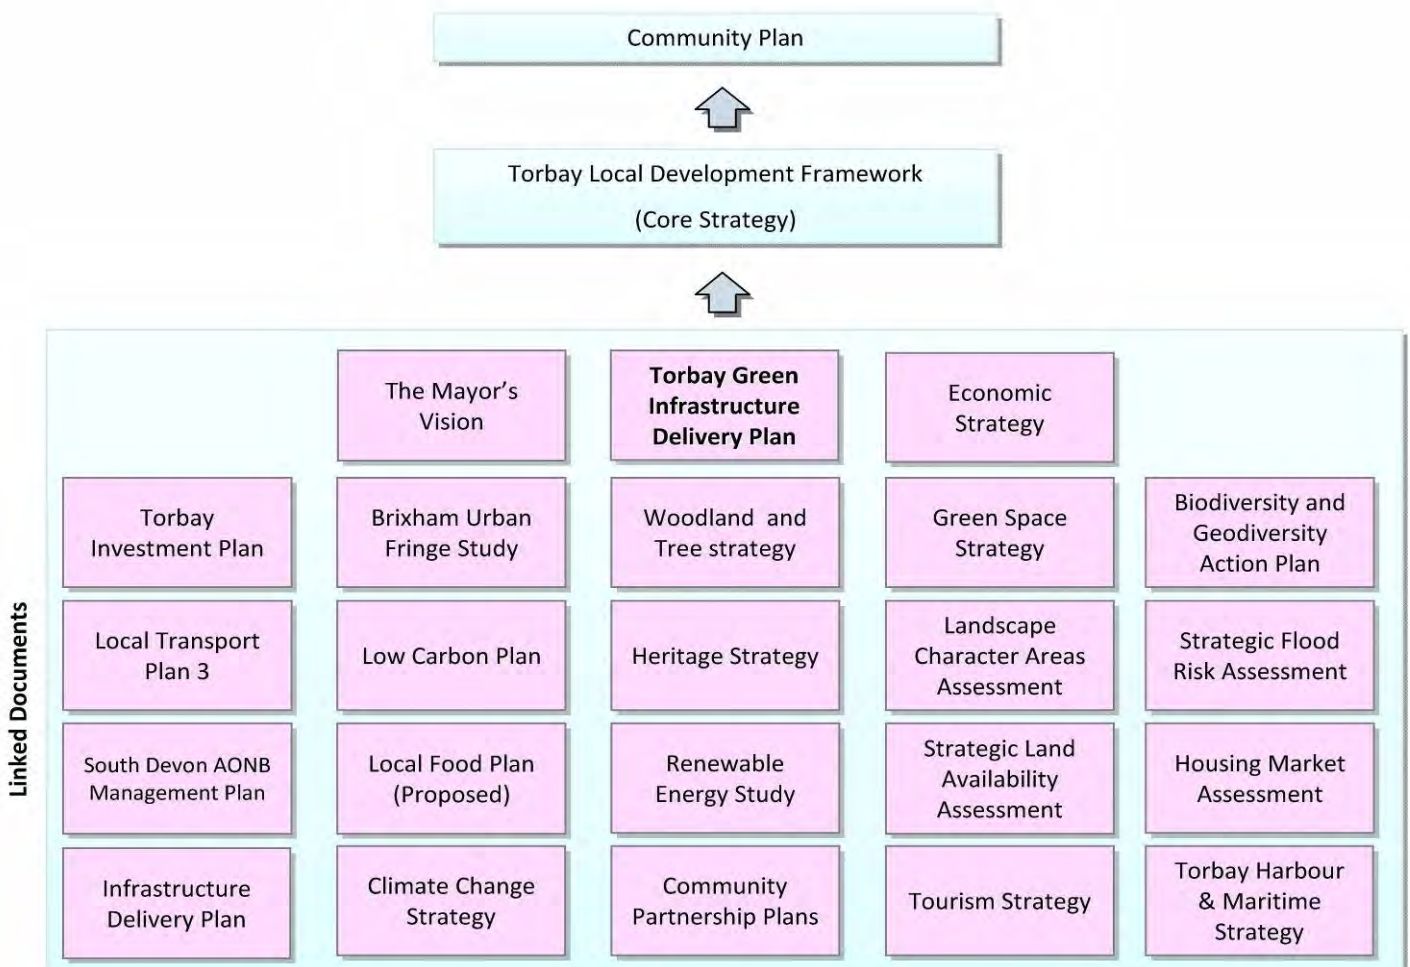 Community Plan
Torbay Local Development Framework
(Core Strategy)
Linked Documents
The Mayor's
Vision
Torbay Green
Infrastructure
Delivery Plan
Economic
Strategy
Torbay
Investment Plan
Brixham Urban
Fringe Study
Woodland and
Tree strategy
Green Space
Strategy
Biodiversity and
Geodiversity
Action Plan
Local Transport
Plan 3
Low Carbon Plan
Heritage Strategy
Landscape
Character Areas
Assessment
Strategic Flood
Risk Assessment
South Devon AONB
Management Plan
Local Food Plan
(Proposed)
Renewable
Energy Study
Strategic Land
Availability
Assessment
Housing Market
Assessment
Infrastructure
Delivery Plan
Climate Change
Strategy
Community
Partnership Plans
Tourism Strategy
Torbay Harbour
& Maritime
Strategy